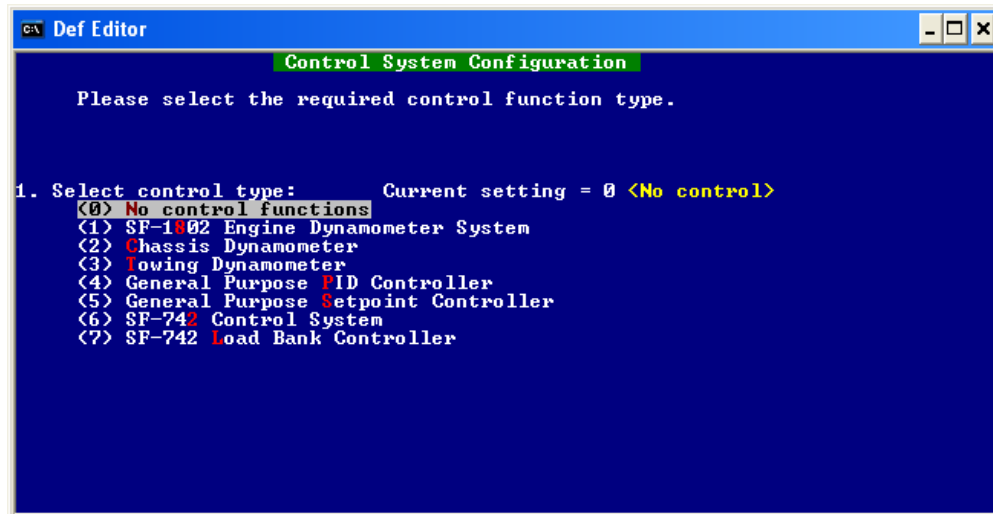 Def Editor
Control System Configuration
Please select the required control function type.
1. Select control type: Current setting = 0 <No control>
(0) No control functions
(1) SF-1802 Engine Dynamometer System
(2) Chassis Dynamometer
(3) Towing Dynamometer
(4) General Purpose PID Controller
(5) General Purpose Setpoint Controller
(6) SF-742 Control System
(7) SF-742 Load Bank Controller